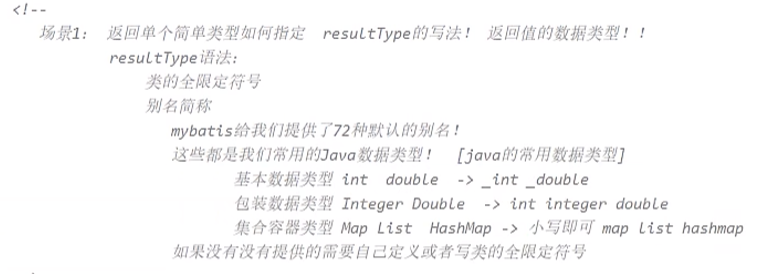 <!--
场景1： 返回单个简单类型如何指定 resultType的写法！ 返回值的数据类型！！
resultType语法：
类的全限定符号
别名简称
mybatis给我们提供了72种默认的别名！
这些都是我们常用的Java数据类型！ [java的常用数据类型]
基本数据类型 int double -> _int _double
包装数据类型 Integer Double -> int integer double
集合容器类型 Map List HashMap -> 小写即可 map list hashmap
如果没有没有提供的需要自己定义或者写类的全限定符号